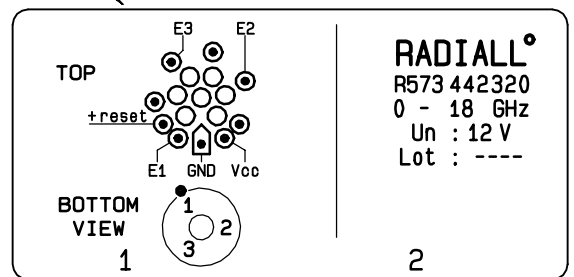 E3 E2
TOP
+reset
E1 GND Vcc
BOTTOM
VIEW
1
2
3
1
RADIALL°
R573 442320
0 - 18 GHz
Un : 12 V
Lot : ----
2